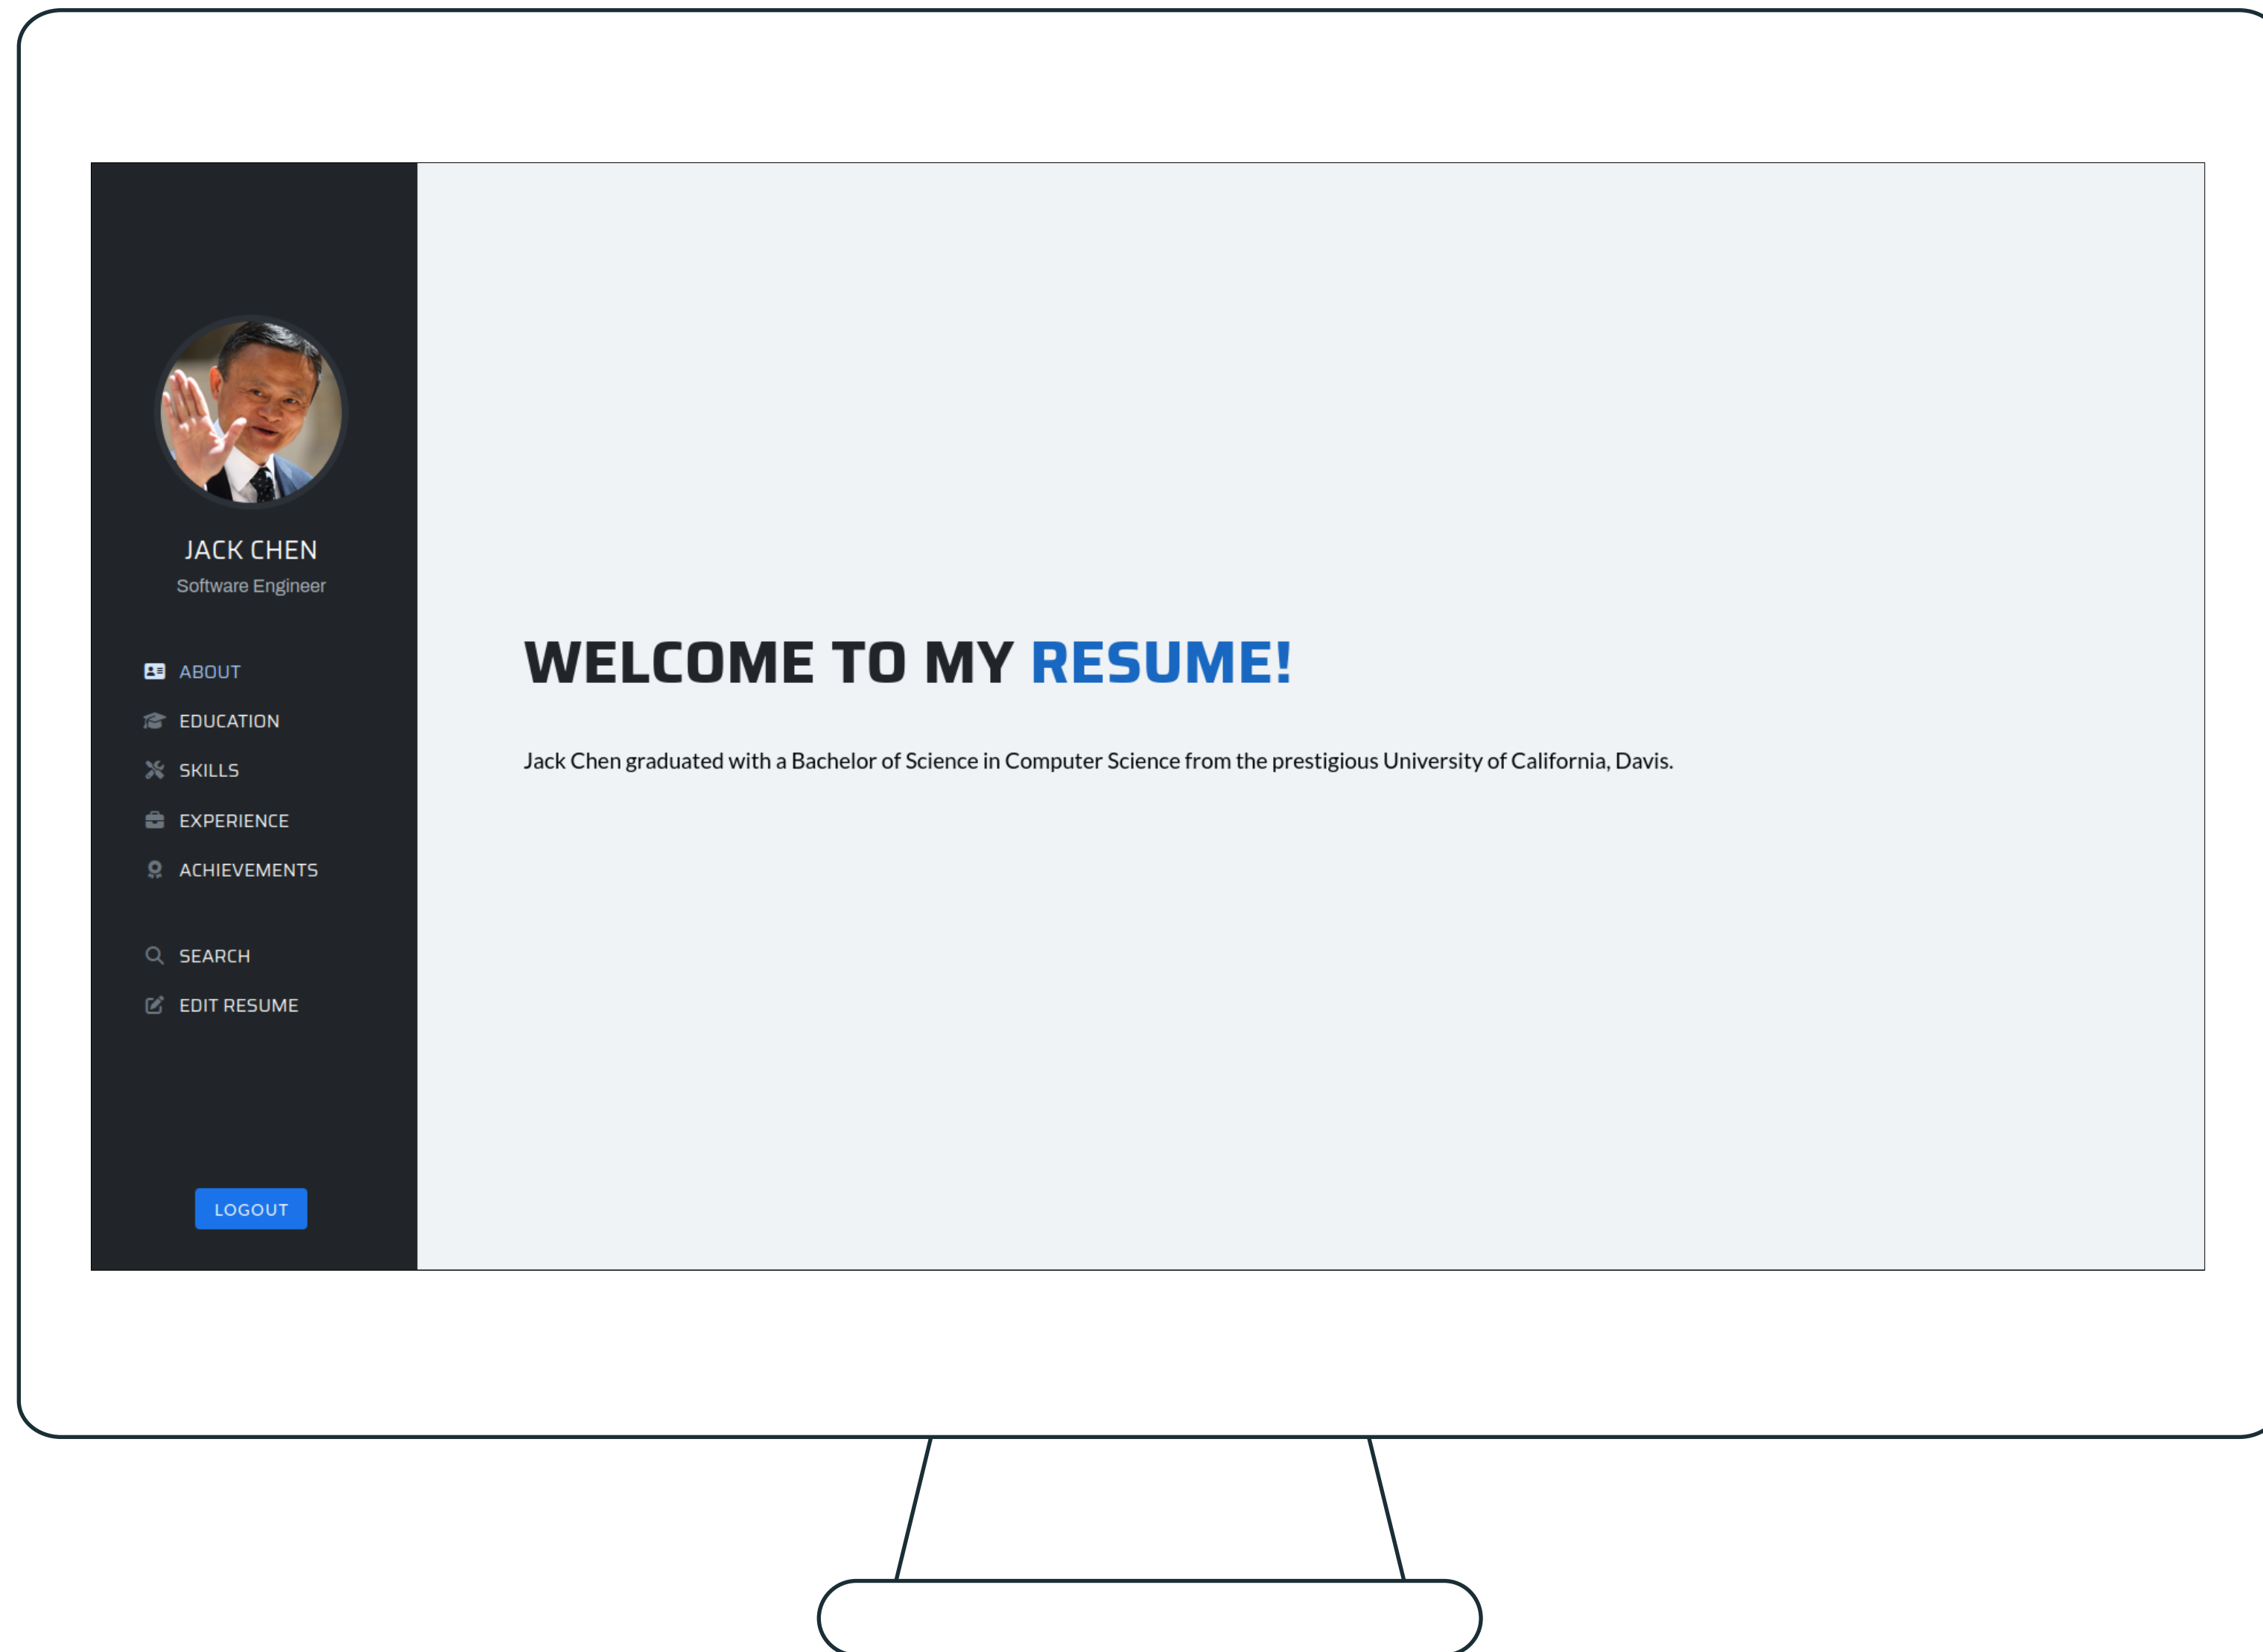 JACK CHEN
Software Engineer
ABOUT
EDUCATION
SKILLS
EXPERIENCE
ACHIEVEMENTS
SEARCH
EDIT RESUME
LOGOUT
WELCOME TO MY RESUME!
Jack Chen graduated with a Bachelor of Science in Computer Science from the prestigious University of California, Davis.